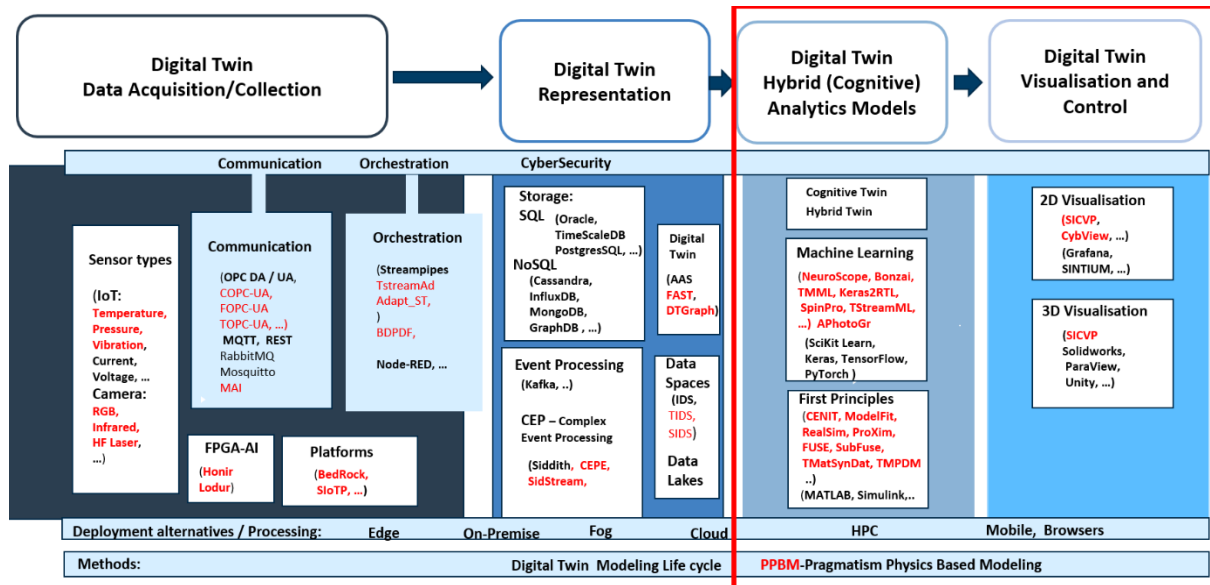 Digital Twin
Data Acquisition/Collection
Digital Twin
Representation
Digital Twin
Hybrid (Cognitive)
Analytics Models
Digital Twin
Visualisation and
Control
Communication
Orchestration
CyberSecurity
Sensor types
(IoT:
Temperature,
Pressure,
Vibration,
Current,
Voltage, …
Camera:
RGB,
Infrared,
HF Laser,
…)
Communication
(OPC DA / UA,
COPC-UA,
FOPC-UA
TOPC-UA, …)
MQTT, REST
RabbitMQ
Mosquitto
MAI
Orchestration
(Streampipes
TstreamAd
Adapt_ST,
)
BDPDF,
Node-RED, …
FPGA-AI
(Honir
Lodur)
Platforms
(BedRock,
SIoTP, …)
Storage:
SQL (Oracle,
TimeScaleDB
PostgresSQL, …)
NoSQL
(Cassandra,
InfluxDB,
MongoDB,
GraphDB , …)
Event Processing
(Kafka, ..)
CEP – Complex
Event Processing
(Siddith, CEPE,
SidStream,
Digital
Twin
(AAS
FAST,
DTGraph)
Data
Spaces
(IDS,
TIDS,
SIDS)
Data
Lakes
Cognitive Twin
Hybrid Twin
Machine Learning
(NeuroScope, Bonzai,
TMML, Keras2RTL,
SpinPro, TStreamML,
…) APhotoGr
(SciKit Learn,
Keras, TensorFlow,
PyTorch )
First Principles
(CENIT, ModelFit,
RealSim, ProXim,
FUSE, SubFuse,
TMatSynDat, TMPDM
..)
(MATLAB, Simulink,..
2D Visualisation
(SICVP,
CybView, …)
(Grafana,
SINTIUM, …)
3D Visualisation
(SICVP
Solidworks,
ParaView,
Unity, …)
Deployment alternatives / Processing:
Edge
On-Premise
Fog
Cloud
HPC
Mobile, Browsers
Methods:
Digital Twin Modeling Life cycle
PPBM-Pragmatism Physics Based Modeling